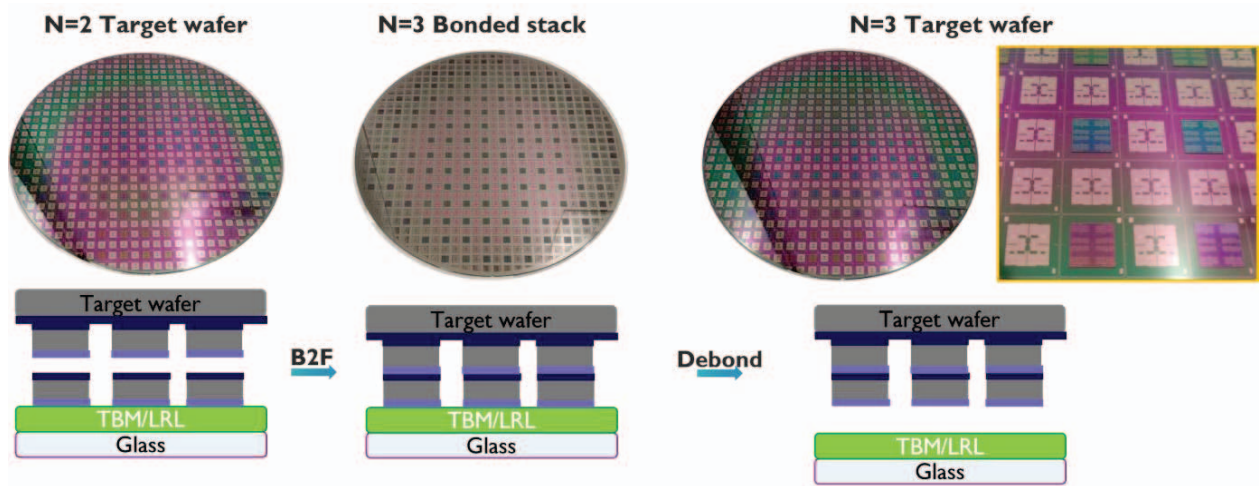 N=2 Target wafer
N=3 Bonded stack
N=3 Target wafer
Target wafer
TBM/LRL
Glass
B2F
Target wafer
TBM/LRL
Glass
Debond
Target wafer
TBM/LRL
Glass